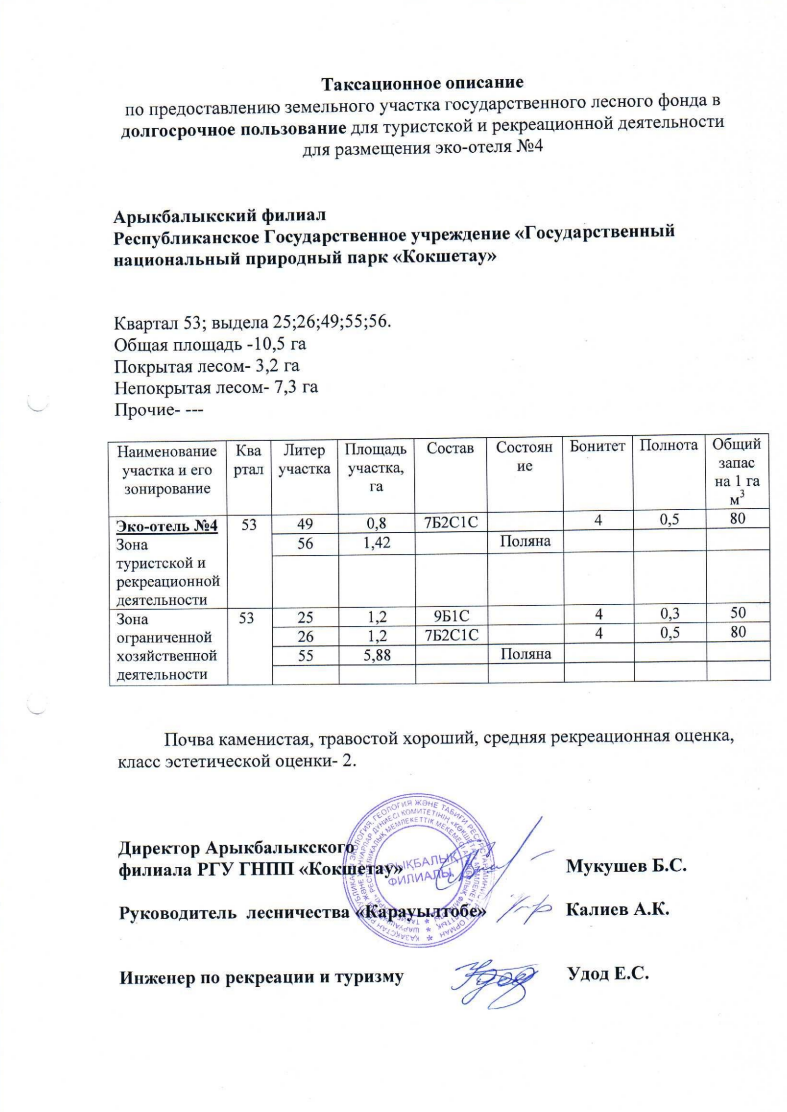 Таксационное описание
по предоставлению земельного участка государственного лесного фонда в
долгосрочное пользование для туристской и рекреационной деятельности
для размещения эко-отеля №4
Арыкбалыкский филиал
Республиканское Государственное учреждение «Государственный
национальный природный парк «Кокшетау»
Квартал 53; выдела 25;26;49;55;56.
Общая площадь -10,5 га
Покрытая лесом- 3,2 га
Непокрытая лесом- 7,3 га
Прочие- ---
Наименование участка и его зонирование Ква ртал Литер участка Площадь участка, га Состав Состоян ие Бонитет Полнота Общий запас на 1 га м³
Эко-отель №4 53 49 0,8 7Б2С1С 4 0,5 80
Зона 56 1,42 Поляна
туристской и
рекреационной
деятельности
Зона 53 25 1,2 9Б1С 4 0,3 50
ограниченной 26 1,2 7Б2С1С 4 0,5 80
хозяйственной 55 5,88 Поляна
деятельности
Почва каменистая, травостой хороший, средняя рекреационная оценка,
класс эстетической оценки- 2.
Директор Арыкбалыкского
филиала РГУ ГНПП «Кокшетау» Мукушев Б.С.
Руководитель лесничества «Карауылтобе» Калиев А.К.
Инженер по рекреации и туризму Удод Е.С.
АРЫҚБАЛЫҚ
ФИЛИАЛЫ